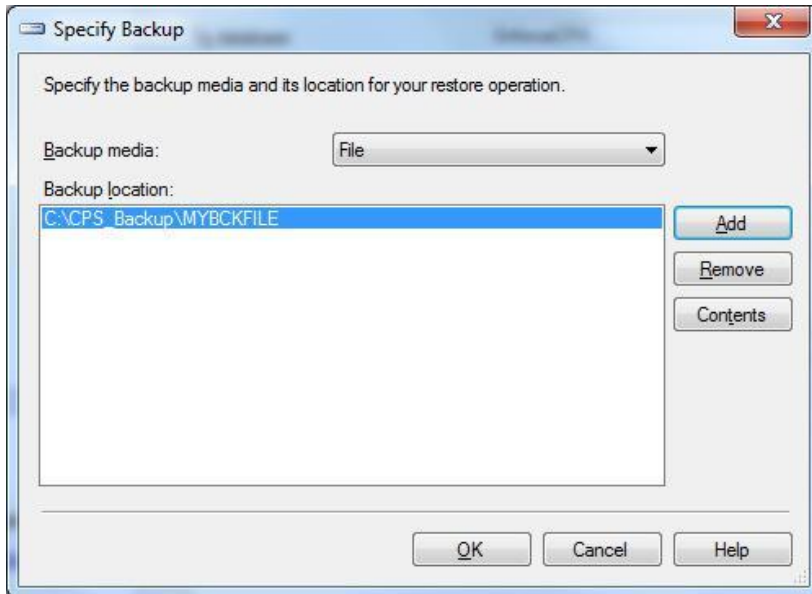 Specify Backup
Specify the backup media and its location for your restore operation.
Backup media:
File
Backup location:
C:\CPS_Backup\MYBCKFILE
Add
Remove
Contents
OK
Cancel
Help